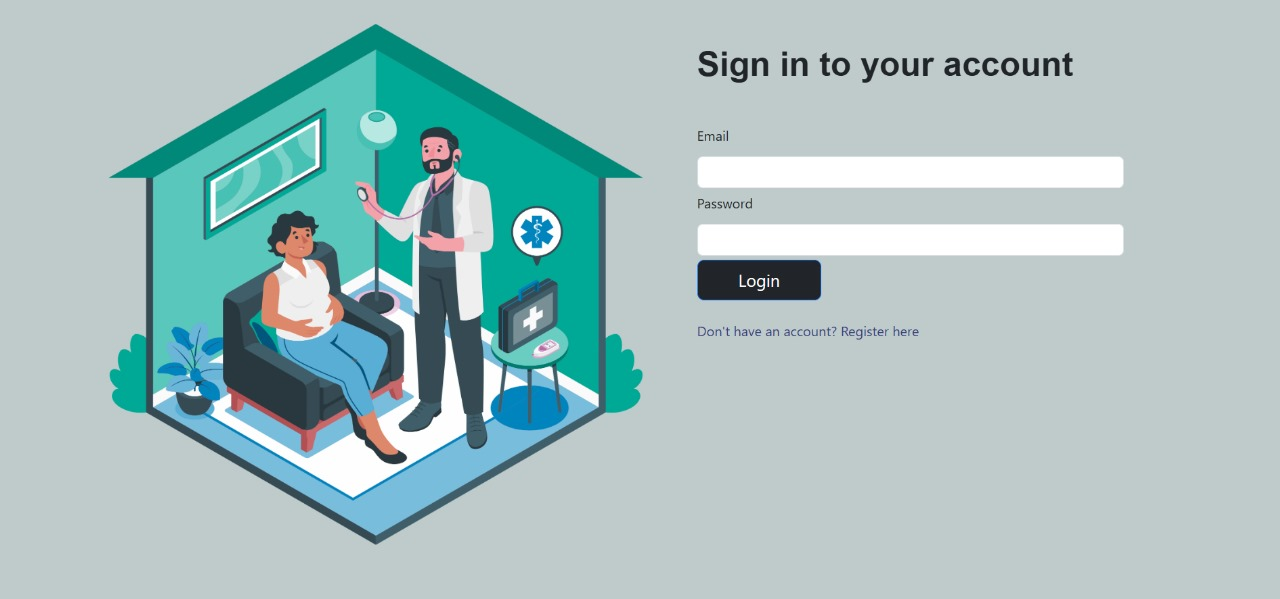 Sign in to your account
Email
Password
Login
Don't have an account? Register here